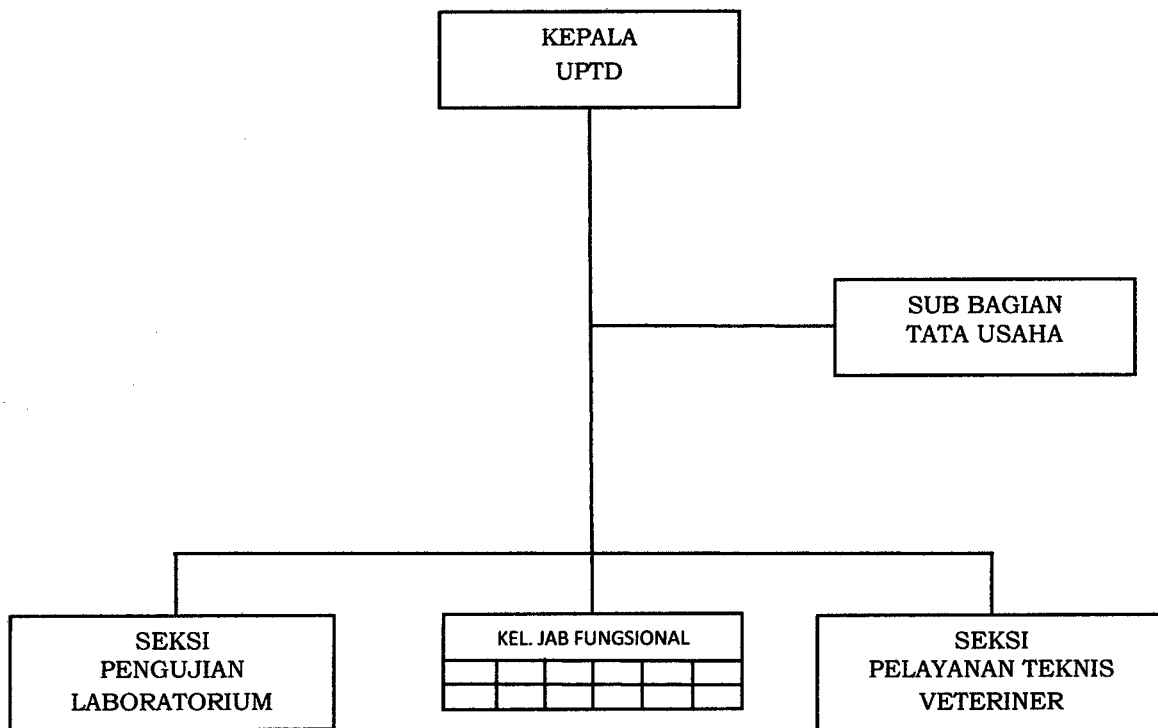 KEPALA
UPTD
SUB BAGIAN
TATA USAHA
SEKSI
PENGUJIAN
LABORATORIUM
KEL. JAB FUNGSIONAL
SEKSI
PELAYANAN TEKNIS
VETERINER